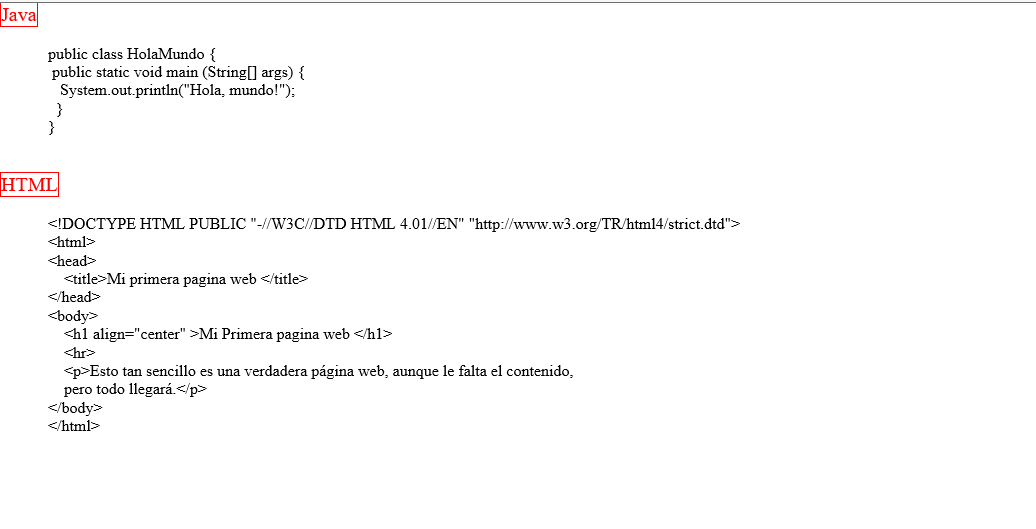 Java
public class HolaMundo {
public static void main (String[] args) {
System.out.println("Hola, mundo!");
}
}
HTML
<!DOCTYPE HTML PUBLIC "-//W3C//DTD HTML 4.01//EN" "http://www.w3.org/TR/html4/strict.dtd">
<html>
<head>
<title>Mi primera pagina web </title>
</head>
<body>
<h1 align="center" >Mi Primera pagina web </h1>
<hr>
<p>Esto tan sencillo es una verdadera página web, aunque le falta el contenido,
pero todo llegará.</p>
</body>
</html>